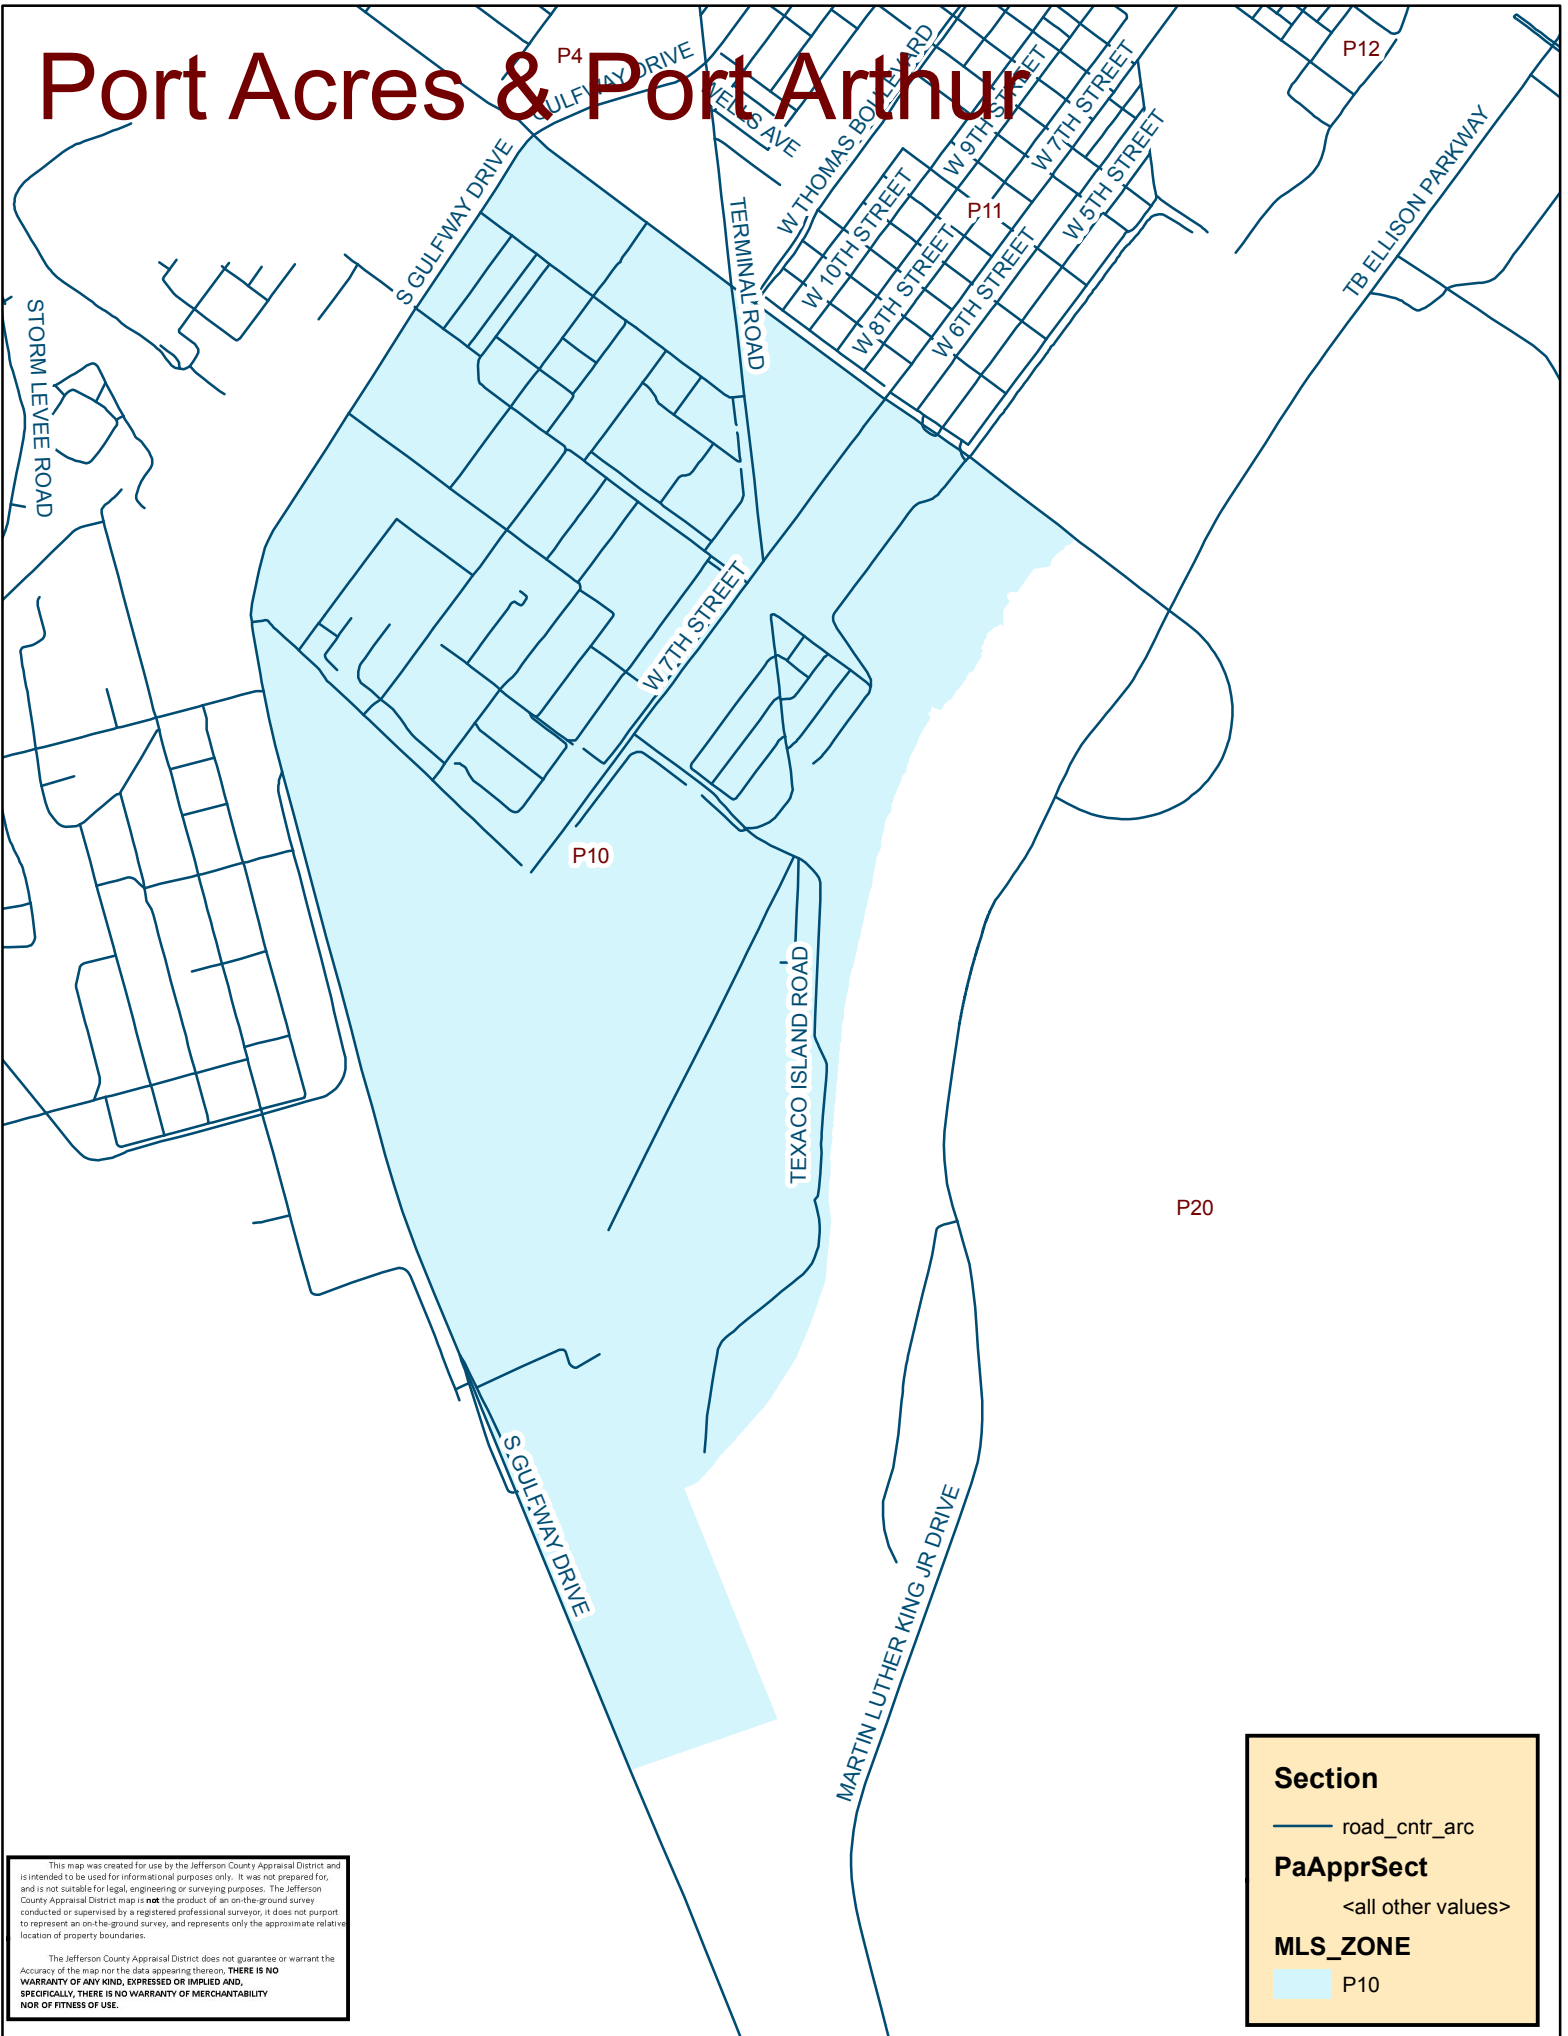 Port Acres & Port Arthur
P4
P12
GULFWAY DRIVE
WELLS AVE
W THOMAS BOULEVARD
W 9TH STREET
W 7TH STREET
W 5TH STREET
TB ELLISON PARKWAY
S GULFWAY DRIVE
TERMINAL ROAD
W 10TH STREET
P11
W 8TH STREET
W 6TH STREET
STORM LEVEE ROAD
W 7TH STREET
P10
TEXACO ISLAND ROAD
P20
S GULFWAY DRIVE
MARTIN LUTHER KING JR DRIVE
Section
road_cntr_arc
PaApprSect
<all other values>
MLS_ZONE
P10
This map was created for use by the Jefferson County Appraisal District and
is intended to be used for informational purposes only. It was not prepared for,
and is not suitable for legal, engineering or surveying purposes. The Jefferson
County Appraisal District map is not the product of an on-the-ground survey
conducted or supervised by a registered professional surveyor, it does not purport
to represent an on-the-ground survey, and represents only the approximate relative
location of property boundaries.
The Jefferson County Appraisal District does not guarantee or warrant the
Accuracy of the map nor the data appearing thereon. THERE IS NO
WARRANTY OF ANY KIND, EXPRESSED OR IMPLIED AND,
SPECIFICALLY, THERE IS NO WARRANTY OF MERCHANTABILITY
NOR OF FITNESS OF USE.